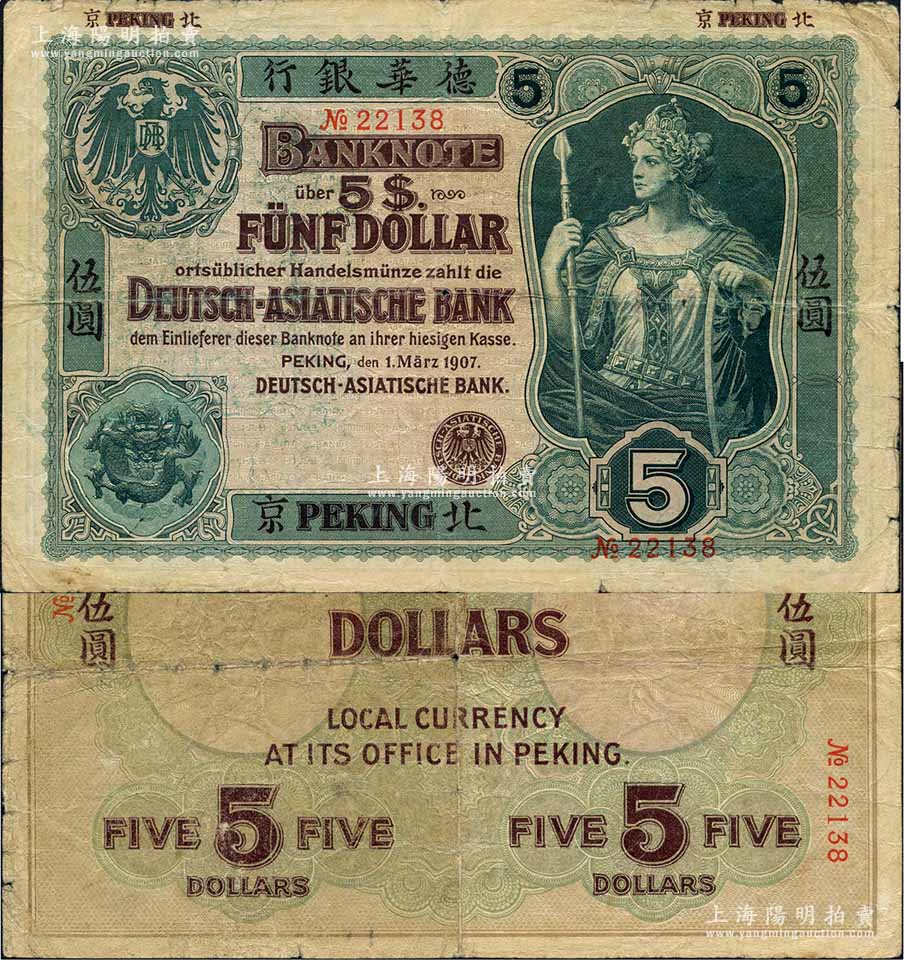 京 PEKING 北
京 PEKING 北
上海陽明拍賣
www.yangmingauction.com
行銀華德
5
5
№ 22138
BANKNOTE
über 5 $.
FÜNF DOLLAR
ortsüblicher Handelsmünze zahlt die
DEUTSCH-ASIATISCHE BANK
dem Einlieferer dieser Banknote an ihrer hiesigen Kasse.
PEKING, den 1. März 1907.
DEUTSCH-ASIATISCHE BANK.
伍圓
伍圓
上海陽明拍賣
www.yangmingauction.com
京 PEKING 北
5
№ 22138
№
伍圓
DOLLARS
伍圓
LOCAL CURRENCY
AT ITS OFFICE IN PEKING.
FIVE 5 FIVE
DOLLARS
FIVE 5 FIVE
DOLLARS
№ 22138
上海陽明拍賣
www.yangmingauction.com